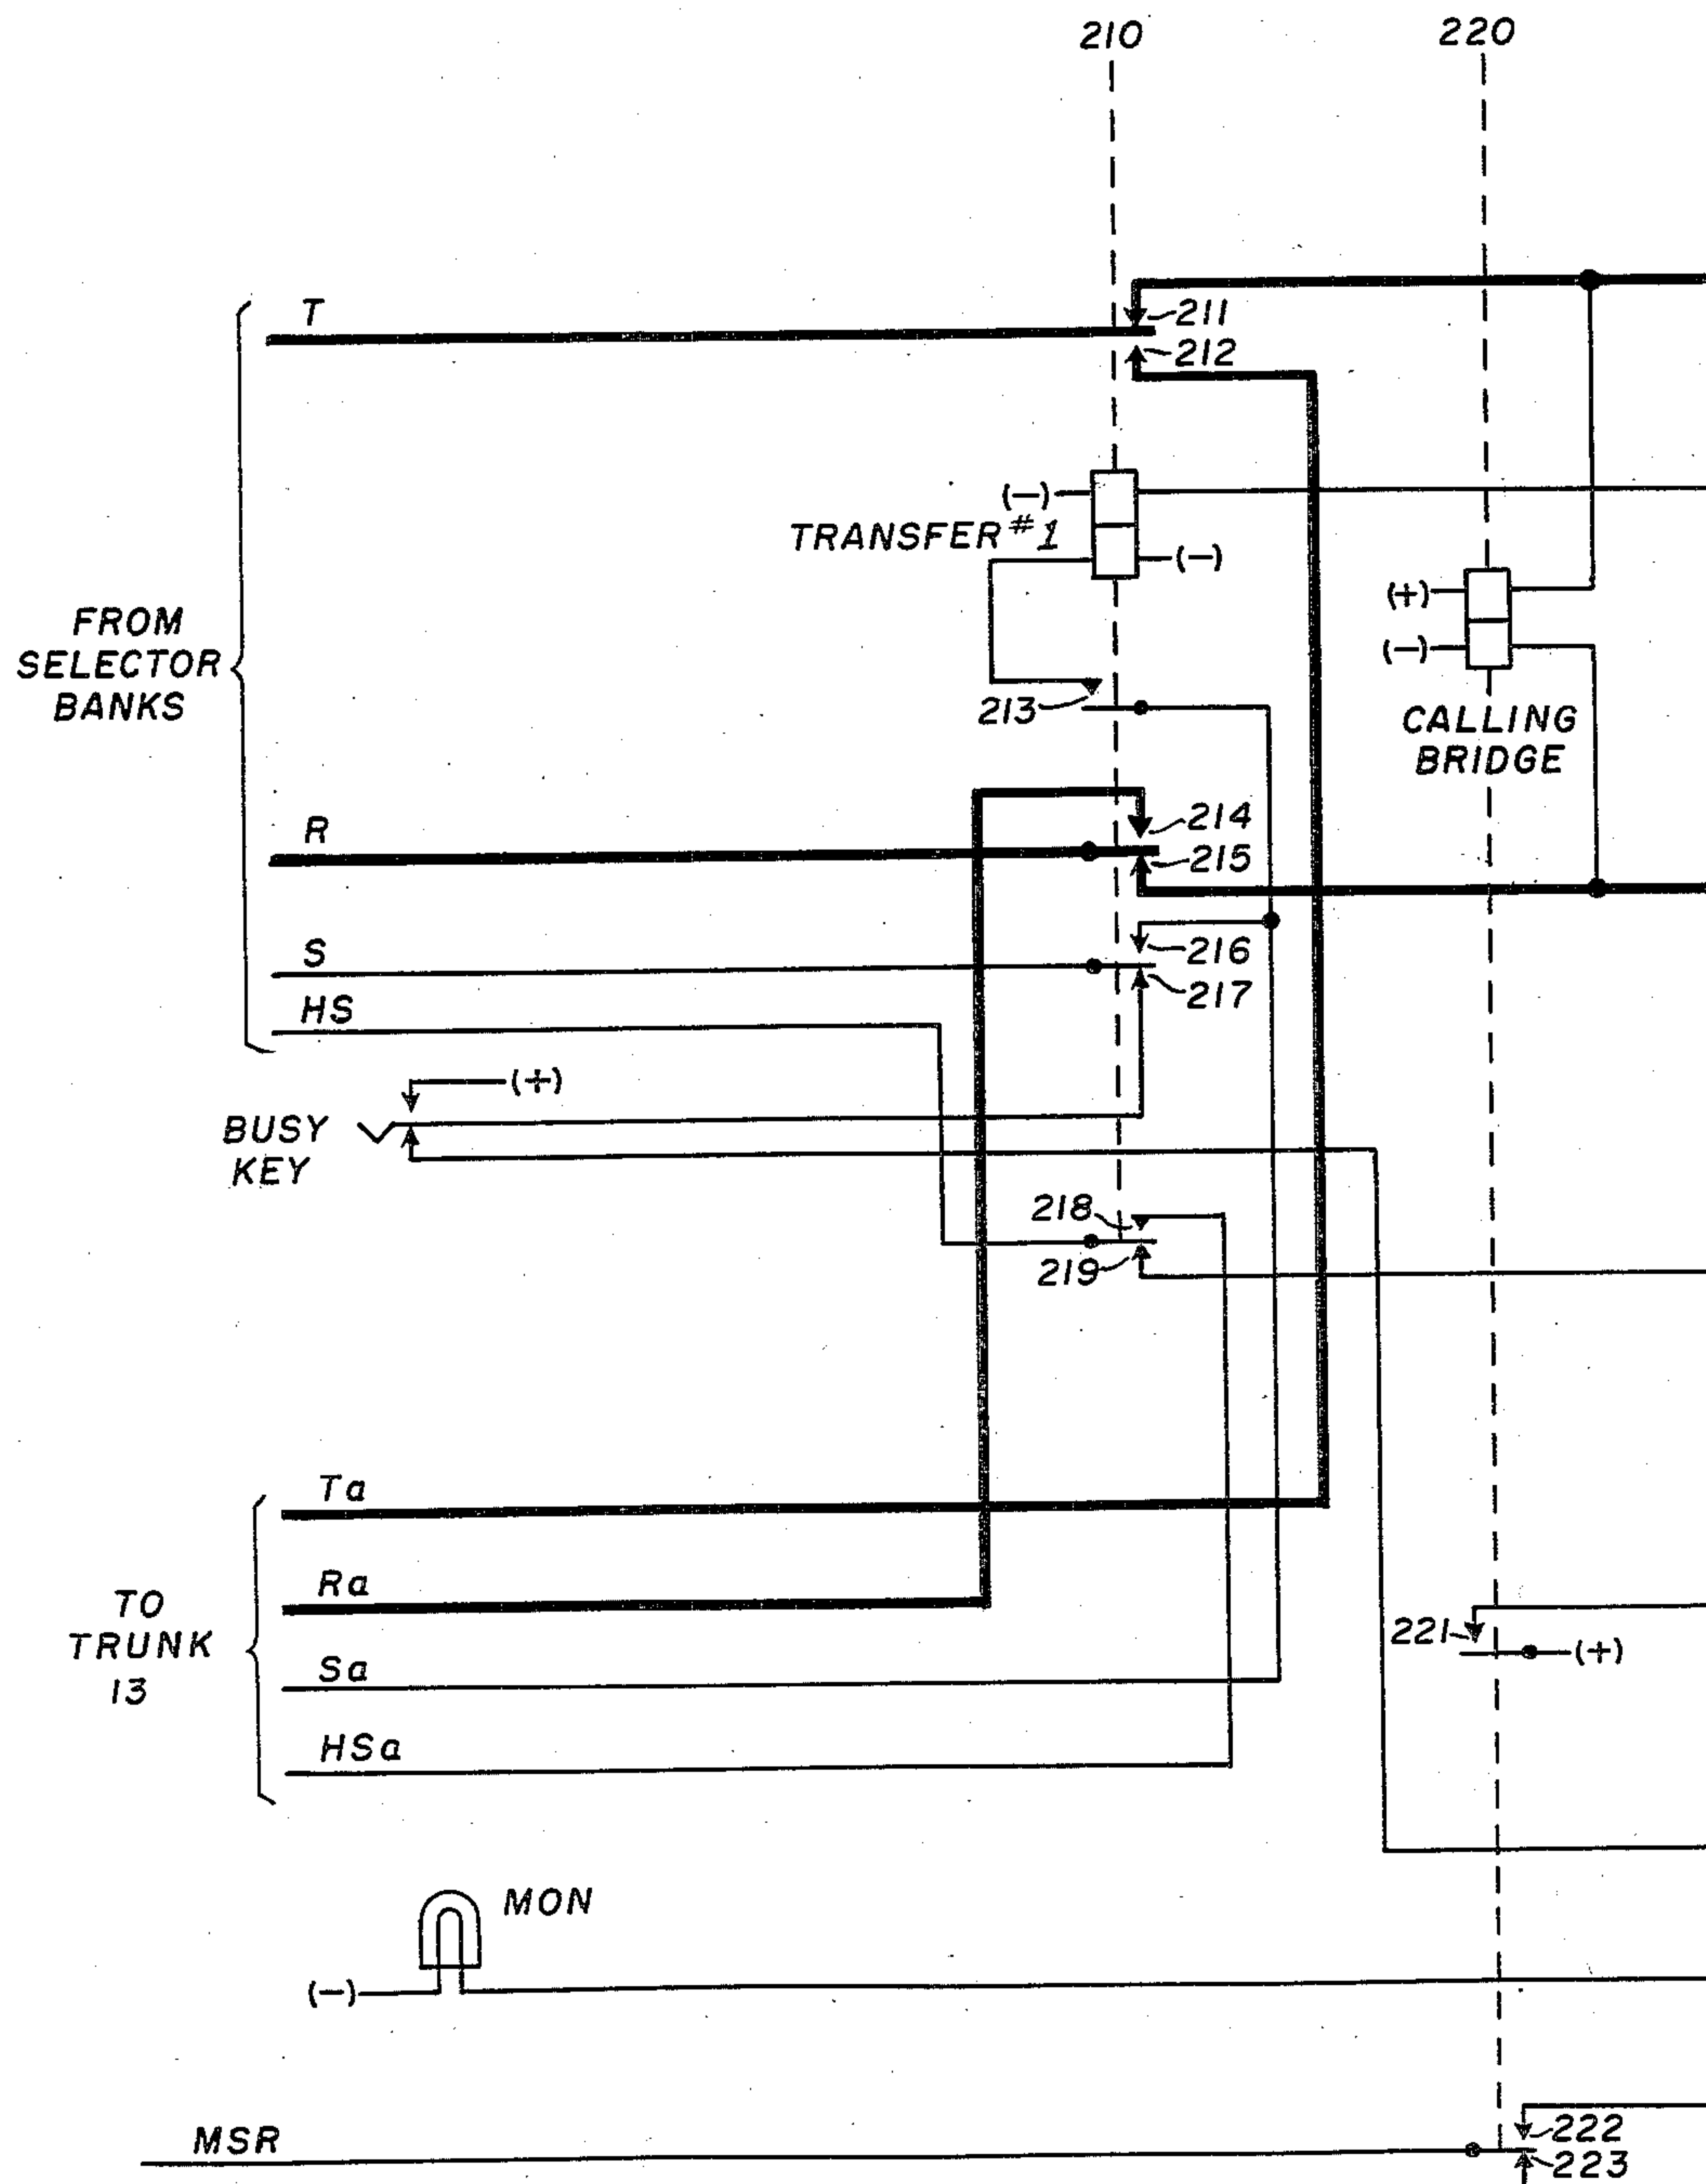 210
220
T
211
212
(−)
TRANSFER #1
(−)
(+)
(−)
FROM
SELECTOR
BANKS
213
CALLING
BRIDGE
R
214
215
S
216
217
HS
(+)
BUSY
KEY
218
219
Ta
Ra
TO
TRUNK
13
221
(+)
Sa
HSa
MON
(−)
MSR
222
223